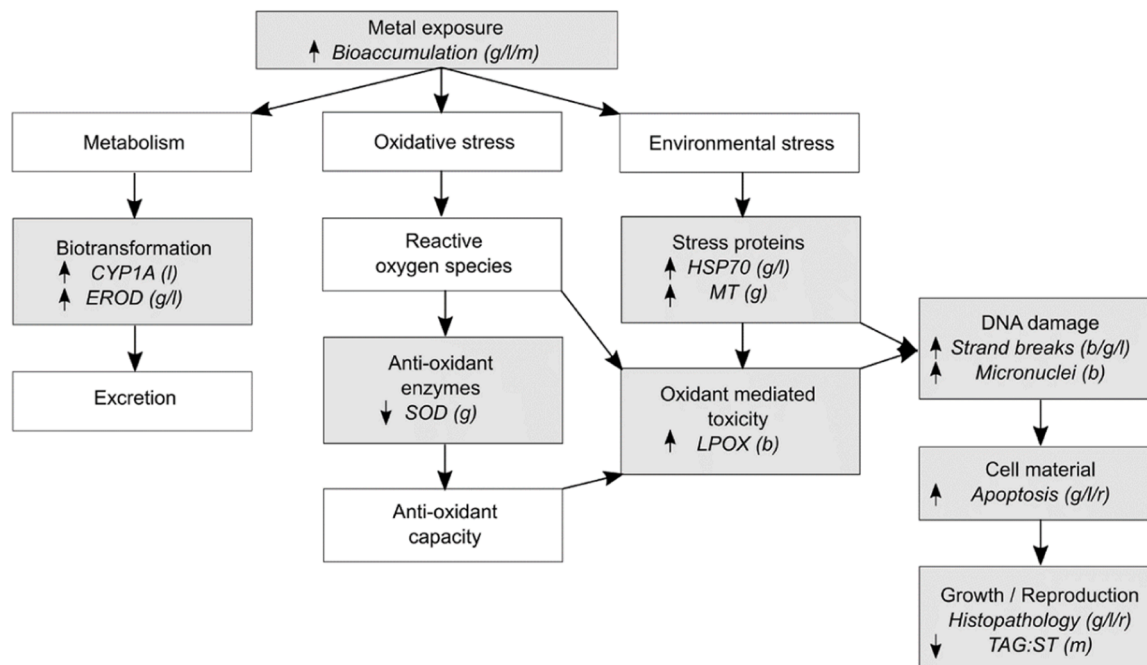 Metal exposure
Bioaccumulation (g/l/m)
Metabolism
Oxidative stress
Environmental stress
Biotransformation
CYP1A (l)
EROD (g/l)
Reactive
oxygen species
Stress proteins
HSP70 (g/l)
MT (g)
DNA damage
Strand breaks (b/g/l)
Micronuclei (b)
Excretion
Anti-oxidant
enzymes
SOD (g)
Oxidant mediated
toxicity
LPOX (b)
Cell material
Apoptosis (g/l/r)
Anti-oxidant
capacity
Growth / Reproduction
Histopathology (g/l/r)
TAG:ST (m)